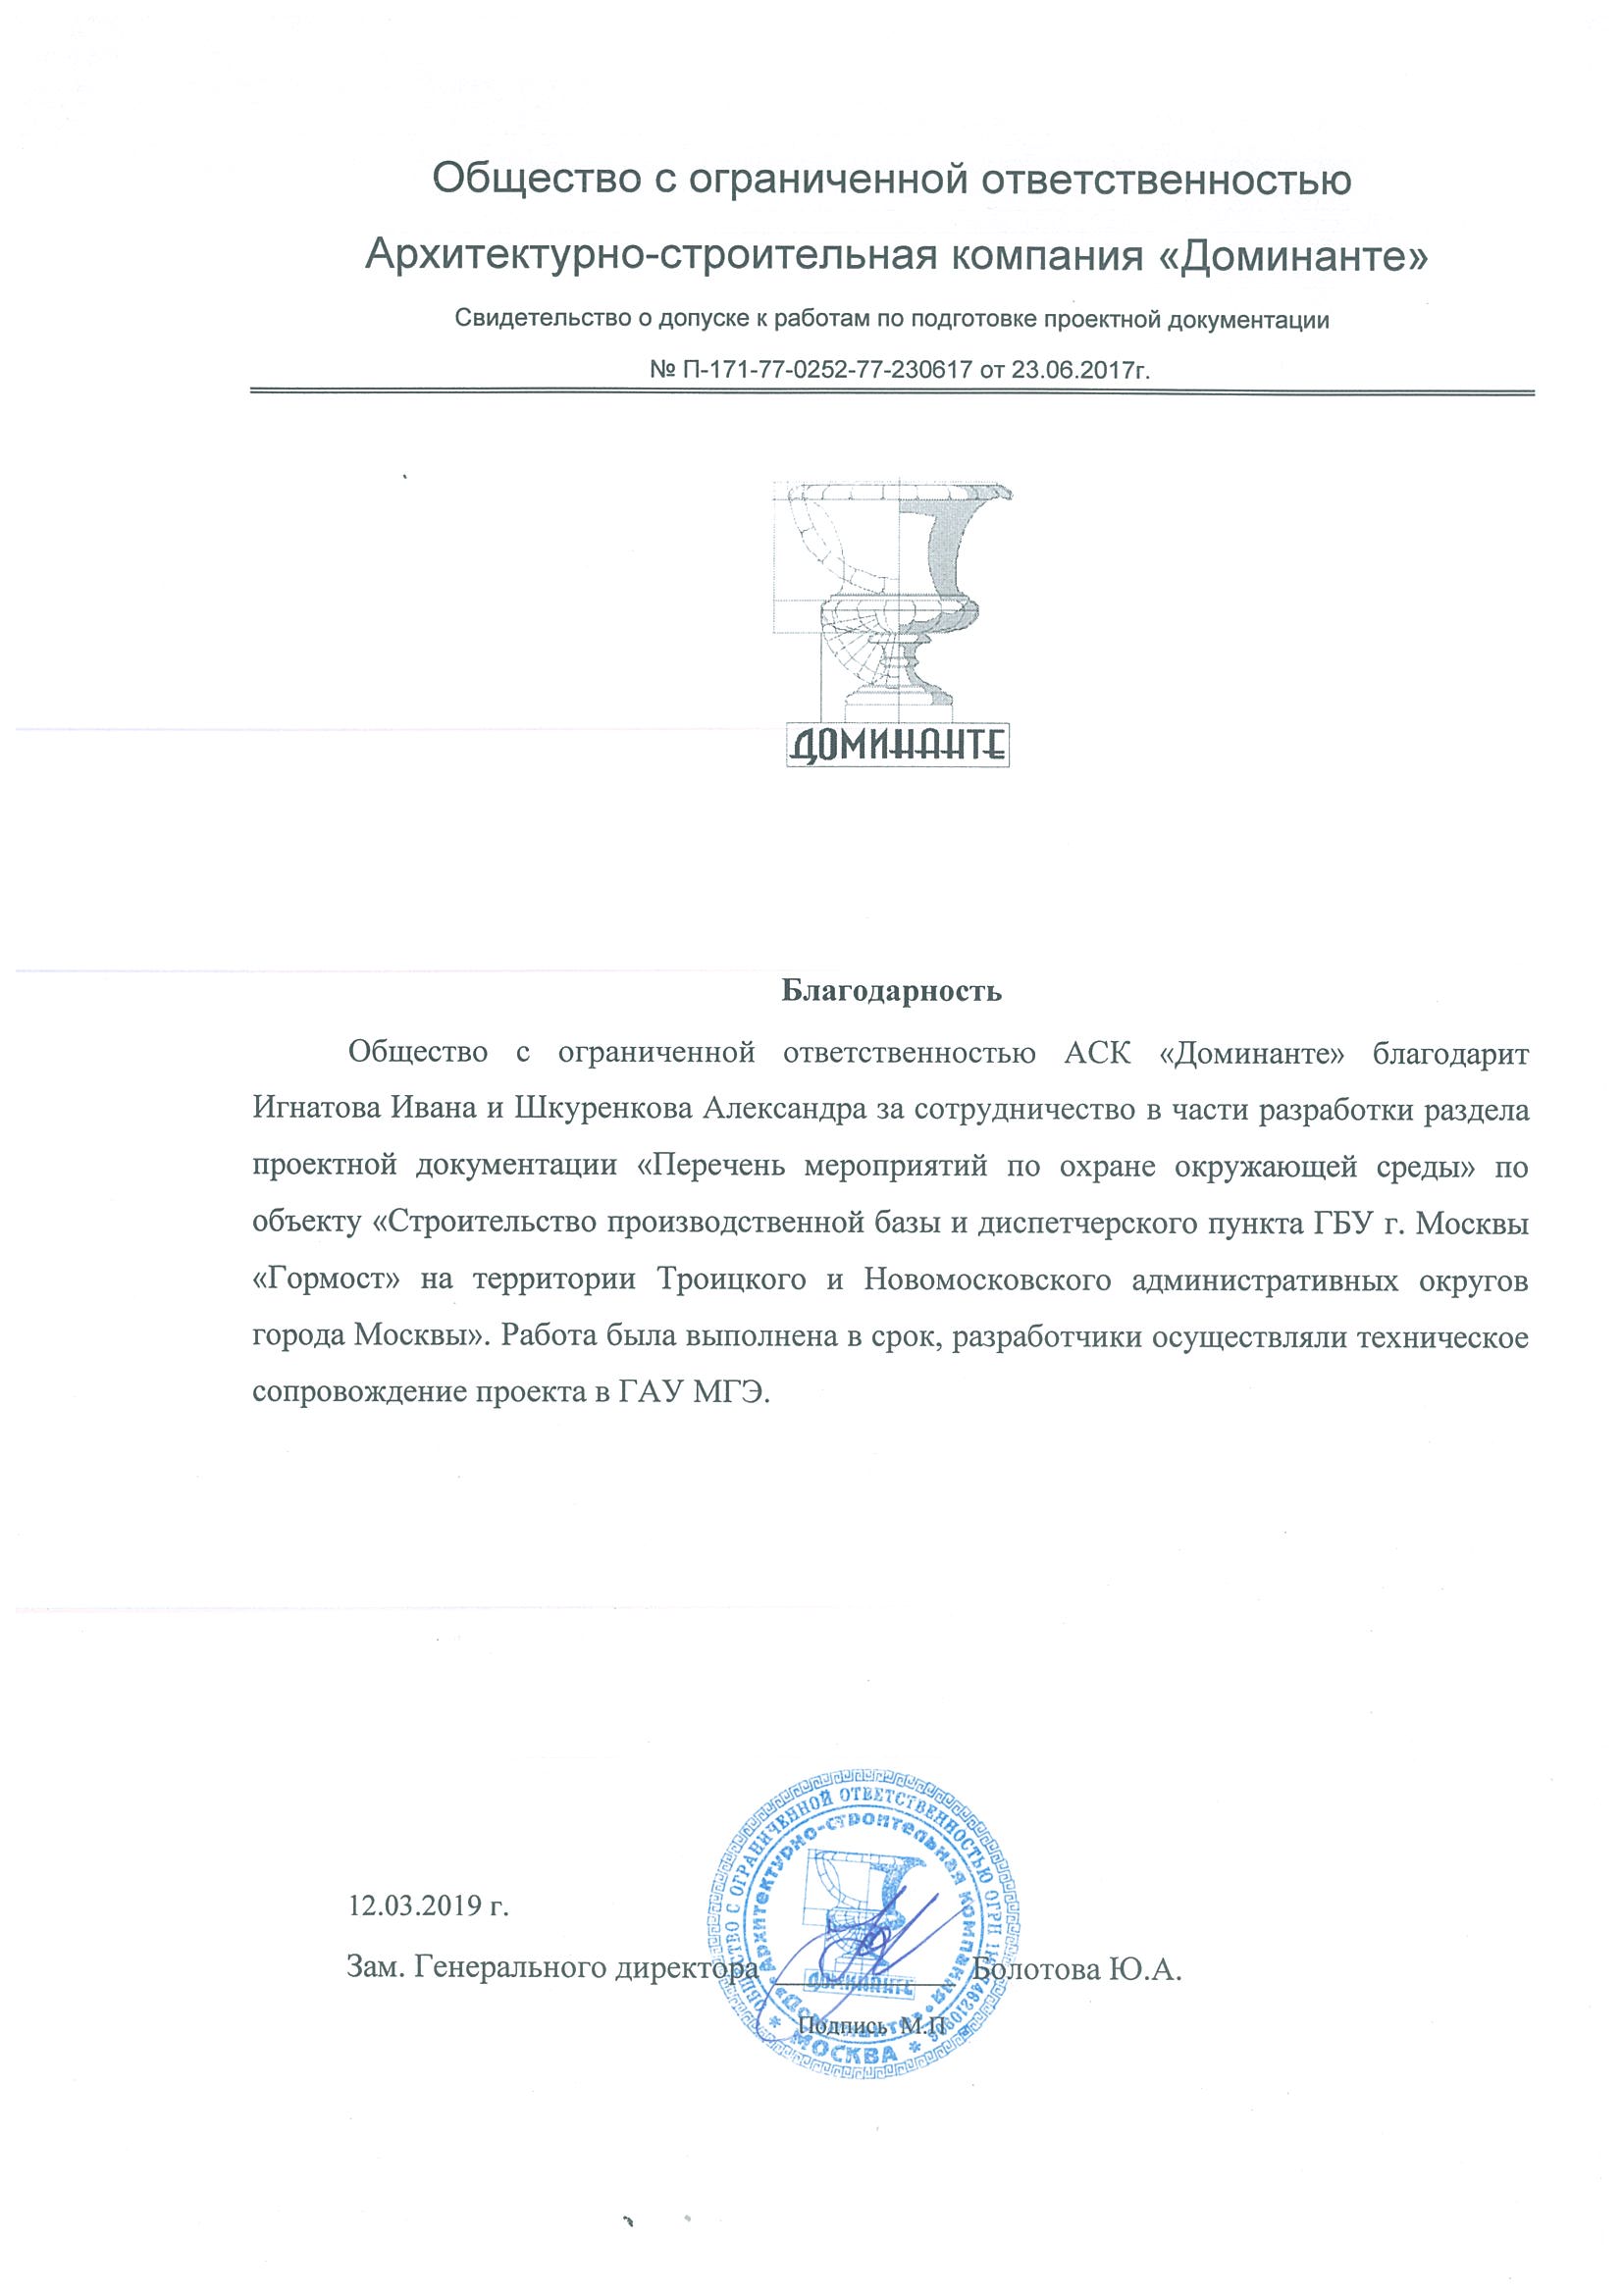 Общество с ограниченной ответственностью
Архитектурно-строительная компания «Доминанте»
Свидетельство о допуске к работам по подготовке проектной документации
№ П-171-77-0252-77-230617 от 23.06.2017г.
ДОМИНАНТЕ
Благодарность
Общество с ограниченной ответственностью АСК «Доминанте» благодарит
Игнатова Ивана и Шкуренкова Александра за сотрудничество в части разработки раздела
проектной документации «Перечень мероприятий по охране окружающей среды» по
объекту «Строительство производственной базы и диспетчерского пункта ГБУ г. Москвы
«Гормост» на территории Троицкого и Новомосковского административных округов
города Москвы». Работа была выполнена в срок, разработчики осуществляли техническое
сопровождение проекта в ГАУ МГЭ.
12.03.2019 г.
Зам. Генерального директора Болотова Ю.А.
Подпись М.П
ОБЩЕСТВО С ОГРАНИЧЕННОЙ ОТВЕТСТВЕННОСТЬЮ ОГРН
Архитектурно-строительная компания
«Доминанте»
ДОМИНАНТЕ
МОСКВА